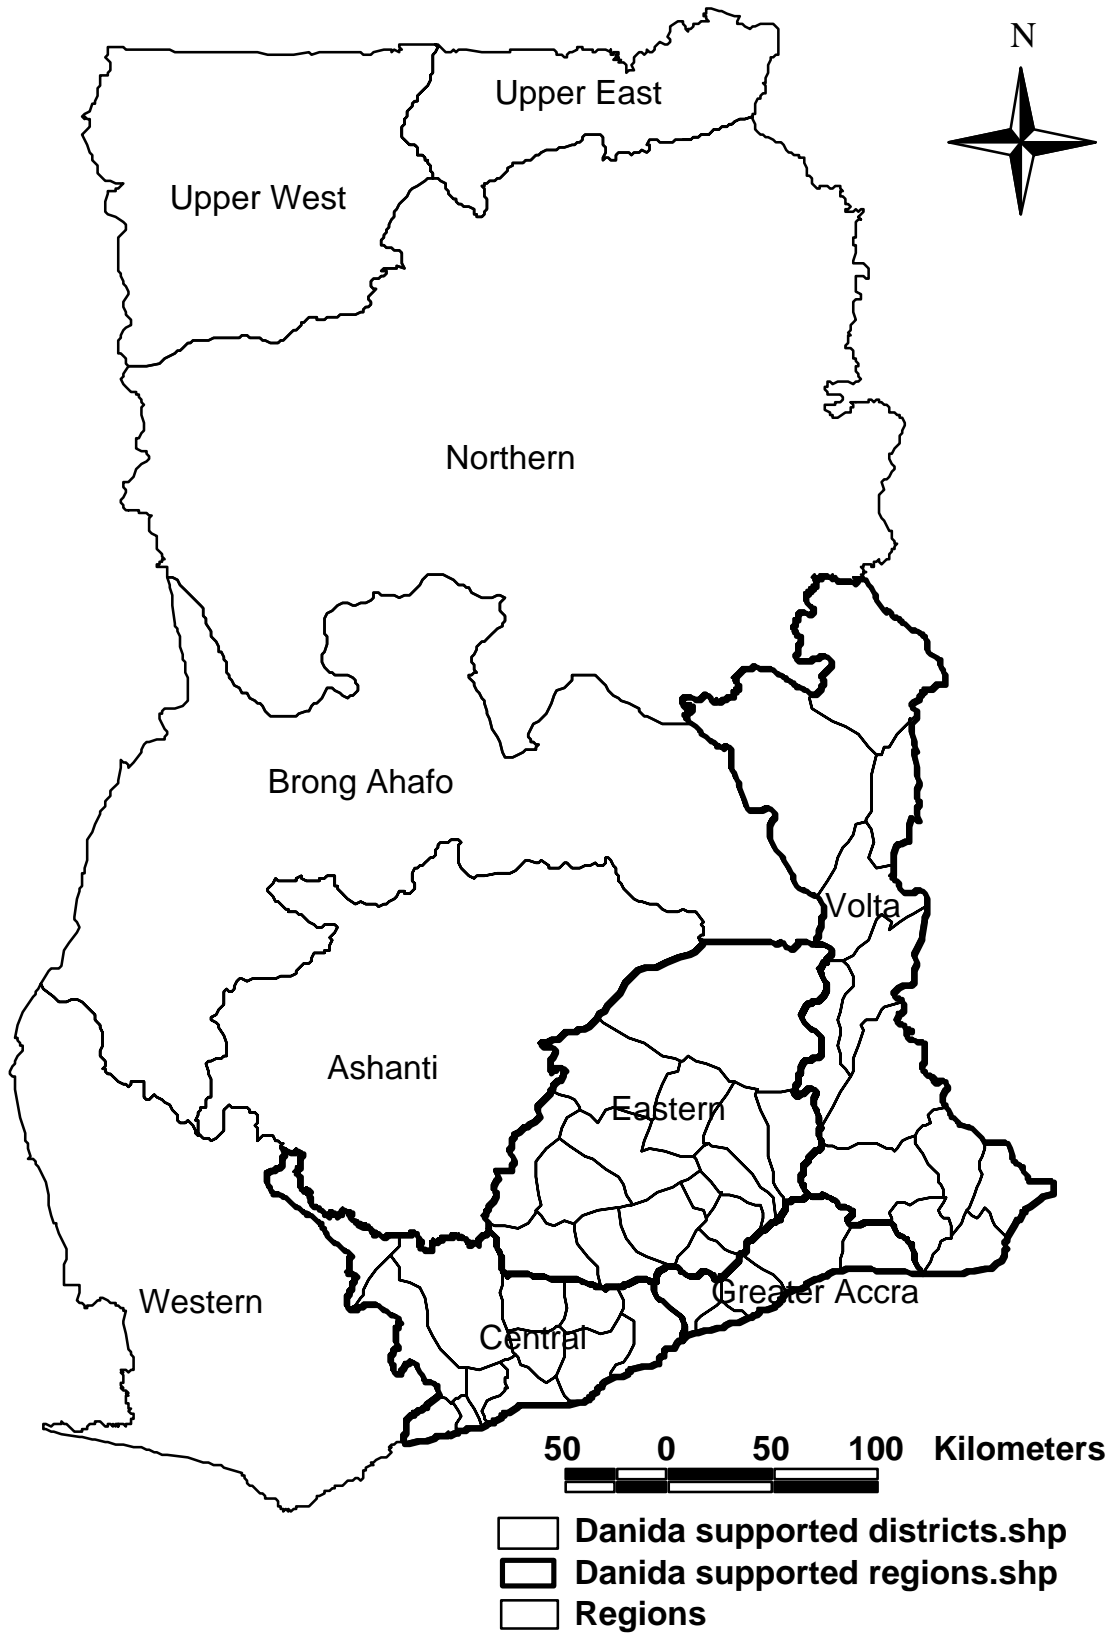 N
Upper East
Upper West
Northern
Brong Ahafo
Volta
Ashanti
Eastern
Greater Accra
Western
Central
50 0 50 100 Kilometers
Danida supported districts.shp
Danida supported regions.shp
Regions